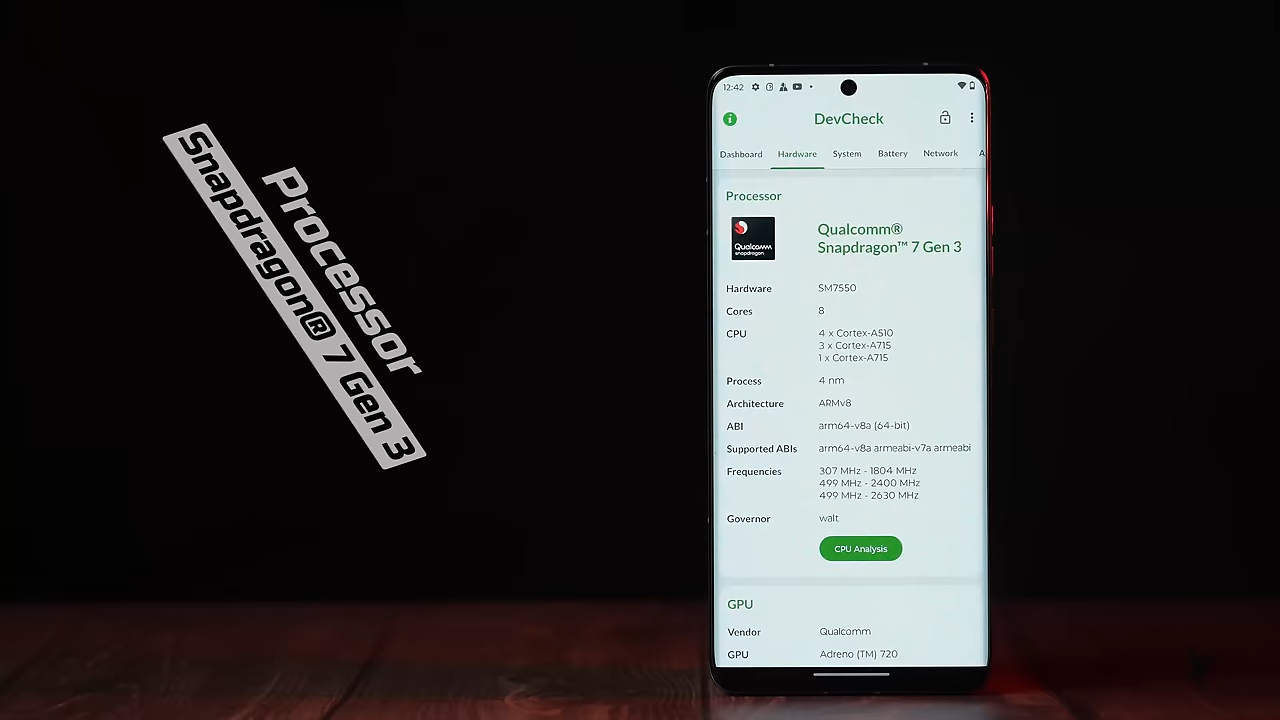 Processor
Snapdragon® 7 Gen 3
12:42
DevCheck
Dashboard Hardware System Battery Network A
Processor
Qualcomm
snapdragon
Qualcomm®
Snapdragon™ 7 Gen 3
Hardware SM7550
Cores 8
CPU 4 x Cortex-A510
3 x Cortex-A715
1 x Cortex-A715
Process 4 nm
Architecture ARMv8
ABI arm64-v8a (64-bit)
Supported ABIs arm64-v8a armeabi-v7a armeabi
Frequencies 307 MHz - 1804 MHz
499 MHz - 2400 MHz
499 MHz - 2630 MHz
Governor walt
CPU Analysis
GPU
Vendor Qualcomm
GPU Adreno (TM) 720